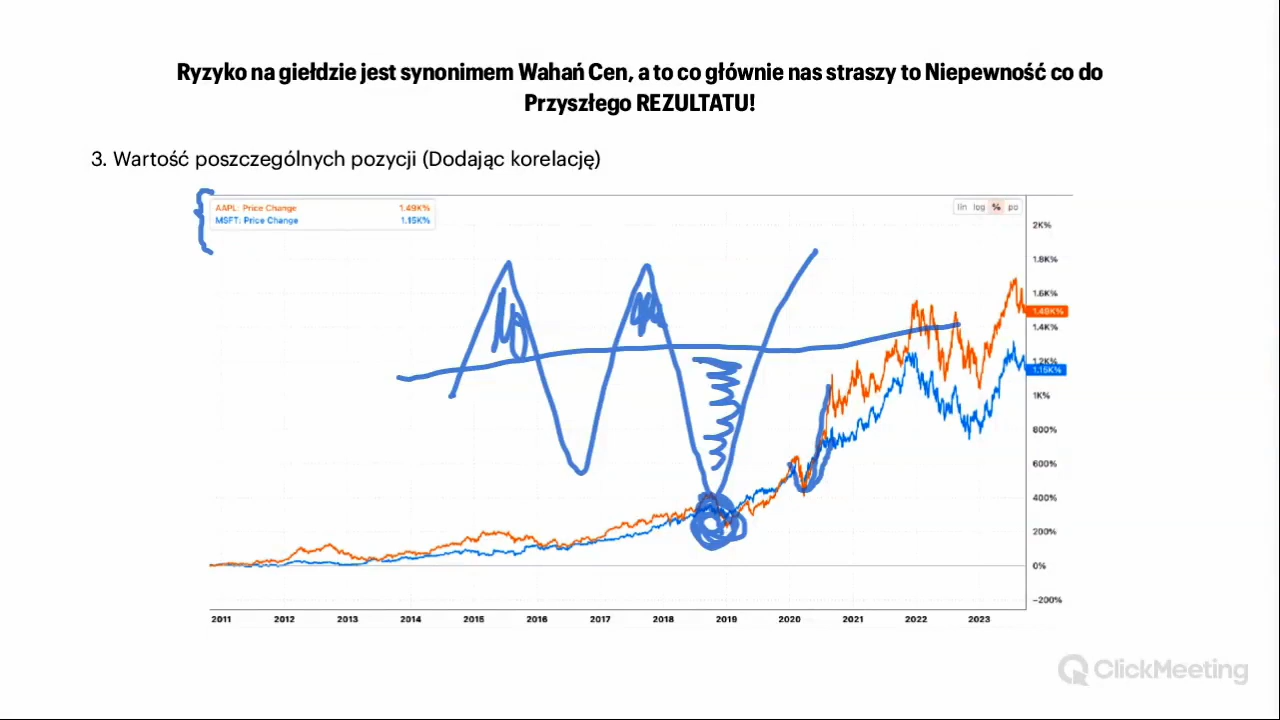 Ryzyko na giełdzie jest synonimem Wahań Cen, a to co głównie nas straszy to Niepewność co do
Przyszłego REZULTATU!
3. Wartość poszczególnych pozycji (Dodając korelację)
AAPL: Price Change 1.49K%
MSFT: Price Change 1.15K%
lin log % po
2K%
1.8K%
1.6K%
1.49K%
1.4K%
1.2K%
1.15K%
1K%
800%
600%
400%
200%
0%
-200%
2011 2012 2013 2014 2015 2016 2017 2018 2019 2020 2021 2022 2023
ClickMeeting